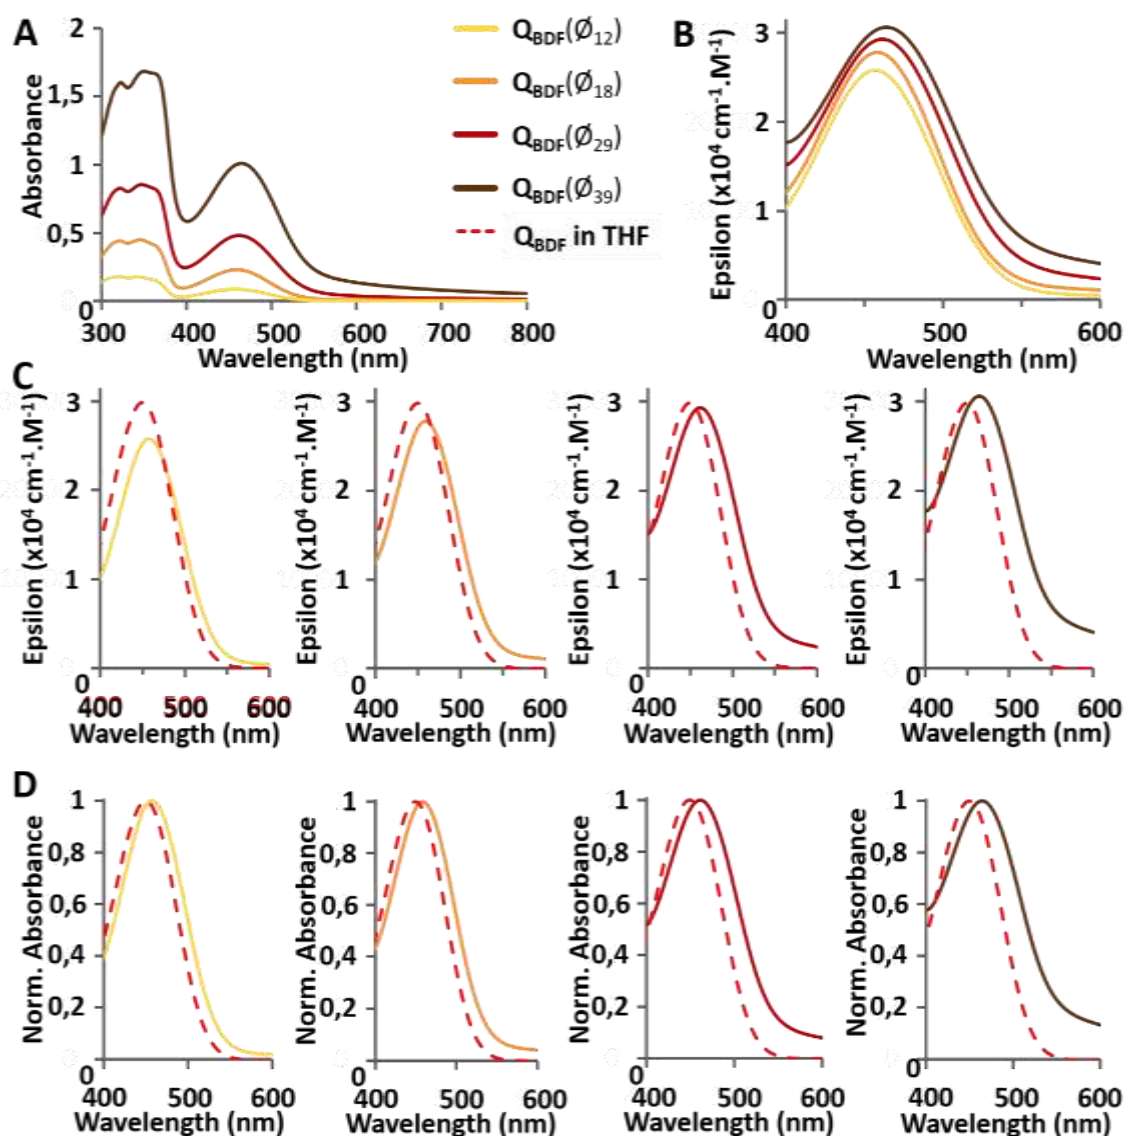 A
2
1,5
1
0,5
0
Absorbance
300 400 500 600 700 800
Wavelength (nm)
Q_BDF(Ø₁₂)
Q_BDF(Ø₁₈)
Q_BDF(Ø₂₉)
Q_BDF(Ø₃₉)
Q_BDF in THF
B
3
2
1
0
Epsilon (x10⁴ cm⁻¹.M⁻¹)
400 500 600
Wavelength (nm)
C
3
2
1
0
Epsilon (x10⁴ cm⁻¹.M⁻¹)
400 500 600
Wavelength (nm)
3
2
1
0
Epsilon (x10⁴ cm⁻¹.M⁻¹)
400 500 600
Wavelength (nm)
3
2
1
0
Epsilon (x10⁴ cm⁻¹.M⁻¹)
400 500 600
Wavelength (nm)
3
2
1
0
Epsilon (x10⁴ cm⁻¹.M⁻¹)
400 500 600
Wavelength (nm)
D
1
0,8
0,6
0,4
0,2
0
Norm. Absorbance
400 500 600
Wavelength (nm)
1
0,8
0,6
0,4
0,2
0
Norm. Absorbance
400 500 600
Wavelength (nm)
1
0,8
0,6
0,4
0,2
0
Norm. Absorbance
400 500 600
Wavelength (nm)
1
0,8
0,6
0,4
0,2
0
Norm. Absorbance
400 500 600
Wavelength (nm)